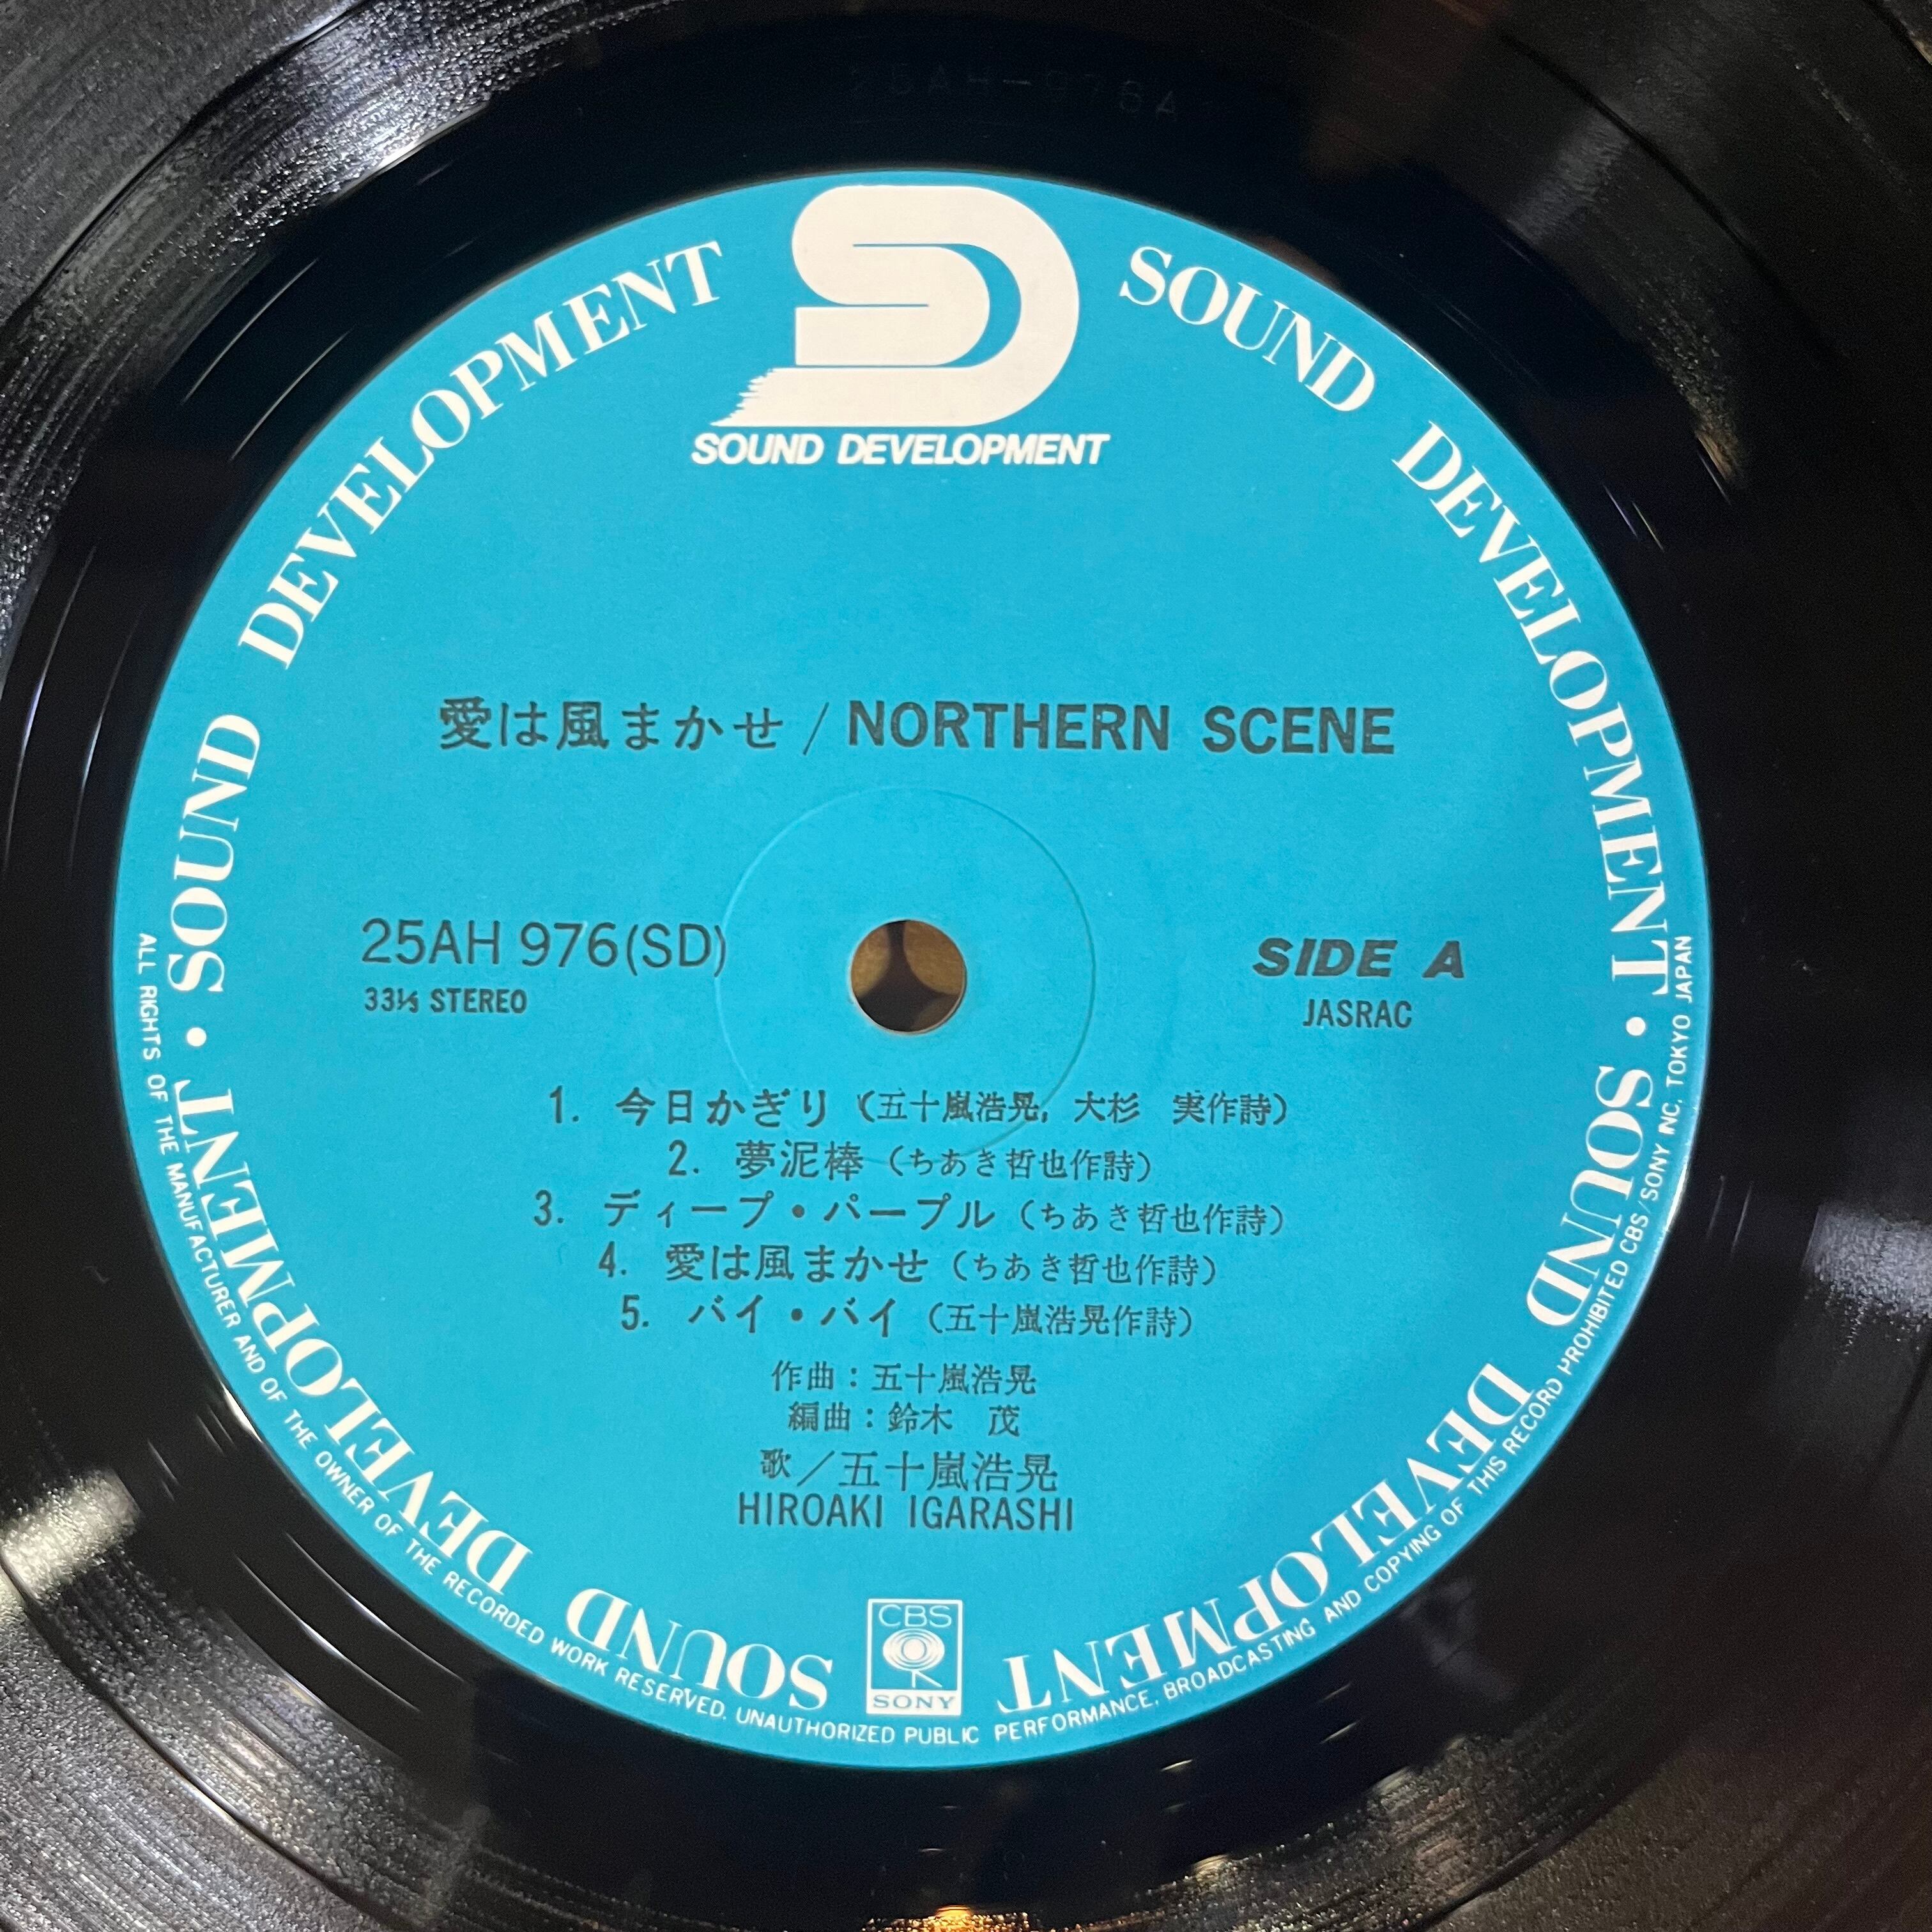 25AH-976A
SOUND DEVELOPMENT • SOUND DEVELOPMENT • SOUND DEVELOPMENT SOUND DEVELOPMENT
SOUND DEVELOPMENT
愛は風まかせ / NORTHERN SCENE
25AH 976(SD)
33⅓ STEREO
SIDE A
JASRAC
1. 今日かぎり (五十嵐浩晃, 大杉 実作詩)
2. 夢泥棒 (ちあき哲也作詩)
3. ディープ・パープル (ちあき哲也作詩)
4. 愛は風まかせ (ちあき哲也作詩)
5. バイ・バイ (五十嵐浩晃作詩)
作曲：五十嵐浩晃
編曲：鈴木 茂
歌／五十嵐浩晃
HIROAKI IGARASHI
CBS
SONY
ALL RIGHTS OF THE MANUFACTURER AND OF THE OWNER OF THE RECORDED WORK RESERVED. UNAUTHORIZED PUBLIC PERFORMANCE, BROADCASTING AND COPYING OF THIS RECORD PROHIBITED CBS/SONY INC. TOKYO JAPAN